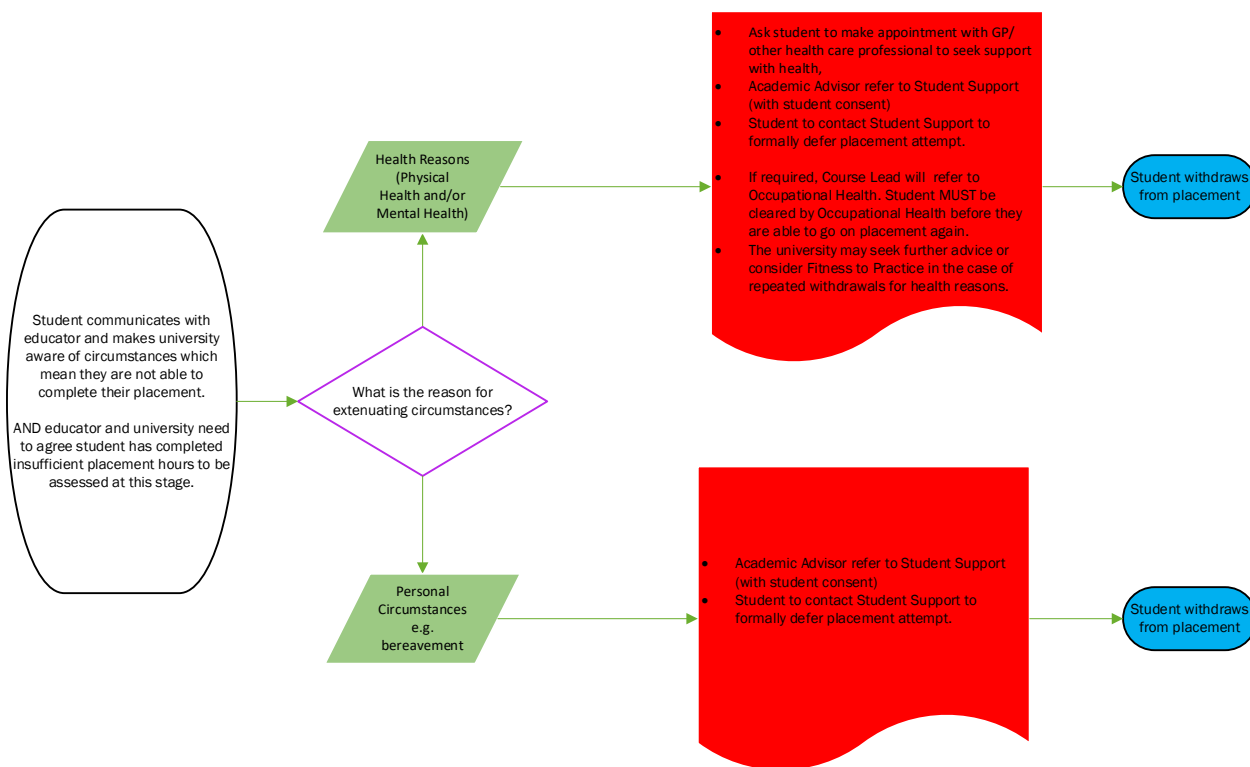 Student communicates with
educator and makes university
aware of circumstances which
mean they are not able to
complete their placement.
AND educator and university need
to agree student has completed
insufficient placement hours to be
assessed at this stage.
What is the reason for
extenuating circumstances?
Health Reasons
(Physical
Health and/or
Mental Health)
• Ask student to make appointment with GP/
other health care professional to seek support
with health,
• Academic Advisor refer to Student Support
(with student consent)
• Student to contact Student Support to
formally defer placement attempt.
• If required, Course Lead will refer to
Occupational Health. Student MUST be
cleared by Occupational Health before they
are able to go on placement again.
• The university may seek further advice or
consider Fitness to Practice in the case of
repeated withdrawals for health reasons.
Student withdraws
from placement
Personal
Circumstances
e.g.
bereavement
• Academic Advisor refer to Student Support
(with student consent)
• Student to contact Student Support to
formally defer placement attempt.
Student withdraws
from placement